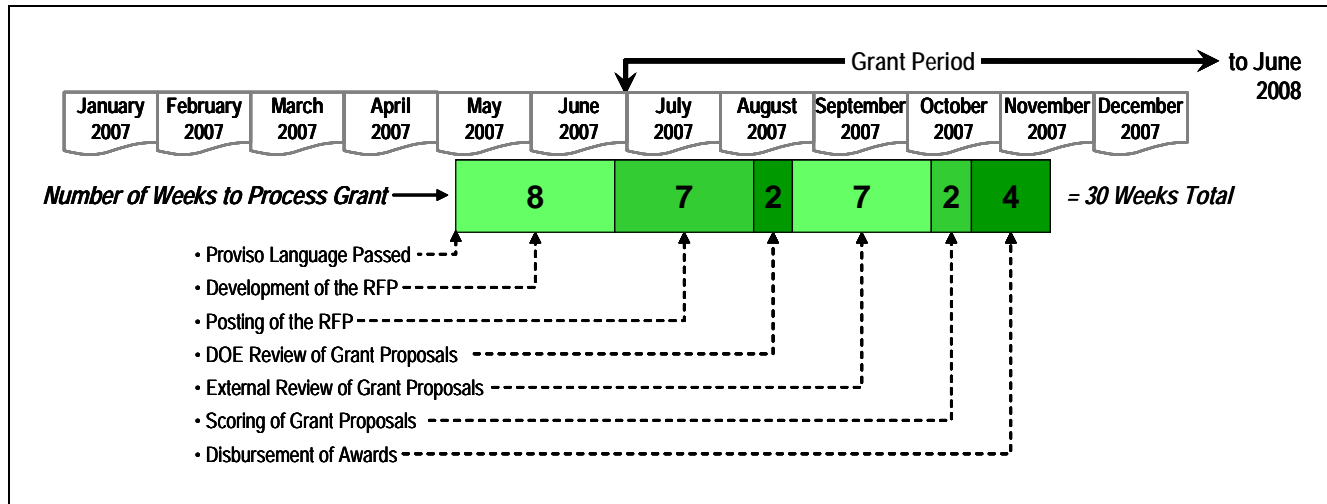 Grant Period
to June
2008
January
2007
February
2007
March
2007
April
2007
May
2007
June
2007
July
2007
August
2007
September
2007
October
2007
November
2007
December
2007
Number of Weeks to Process Grant
8 7 2 7 2 4
= 30 Weeks Total
• Proviso Language Passed
• Development of the RFP
• Posting of the RFP
• DOE Review of Grant Proposals
• External Review of Grant Proposals
• Scoring of Grant Proposals
• Disbursement of Awards